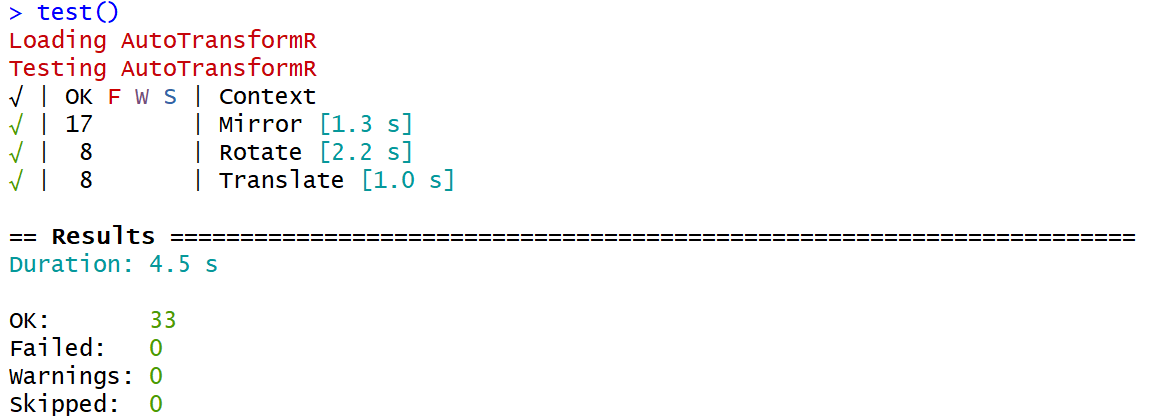 > test()
Loading AutoTransformR
Testing AutoTransformR
√ | OK F W S | Context
√ | 17       | Mirror [1.3 s]
√ |  8       | Rotate [2.2 s]
√ |  8       | Translate [1.0 s]
== Results =====================================================================
Duration: 4.5 s
OK:       33
Failed:   0
Warnings: 0
Skipped:  0